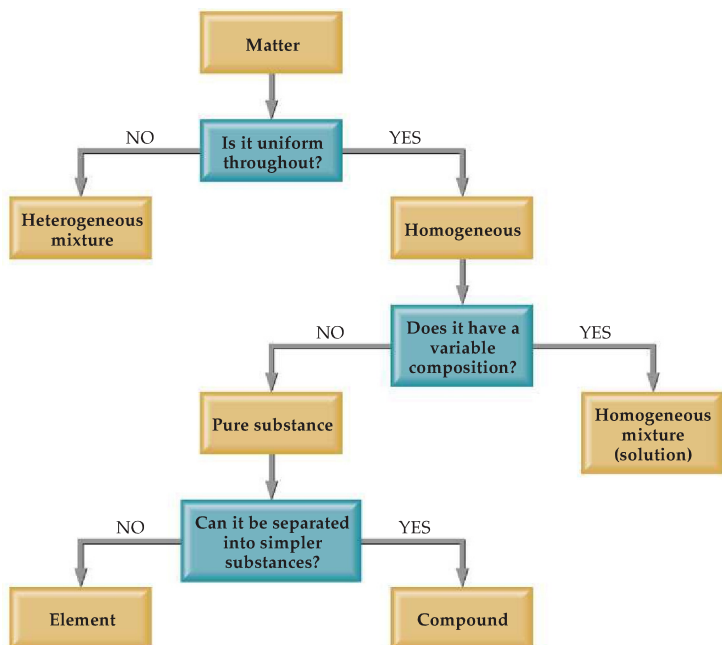 Matter
NO
Is it uniform
throughout?
YES
Heterogeneous
mixture
Homogeneous
NO
Does it have a
variable
composition?
YES
Pure substance
Homogeneous
mixture
(solution)
NO
Can it be separated
into simpler
substances?
YES
Element
Compound